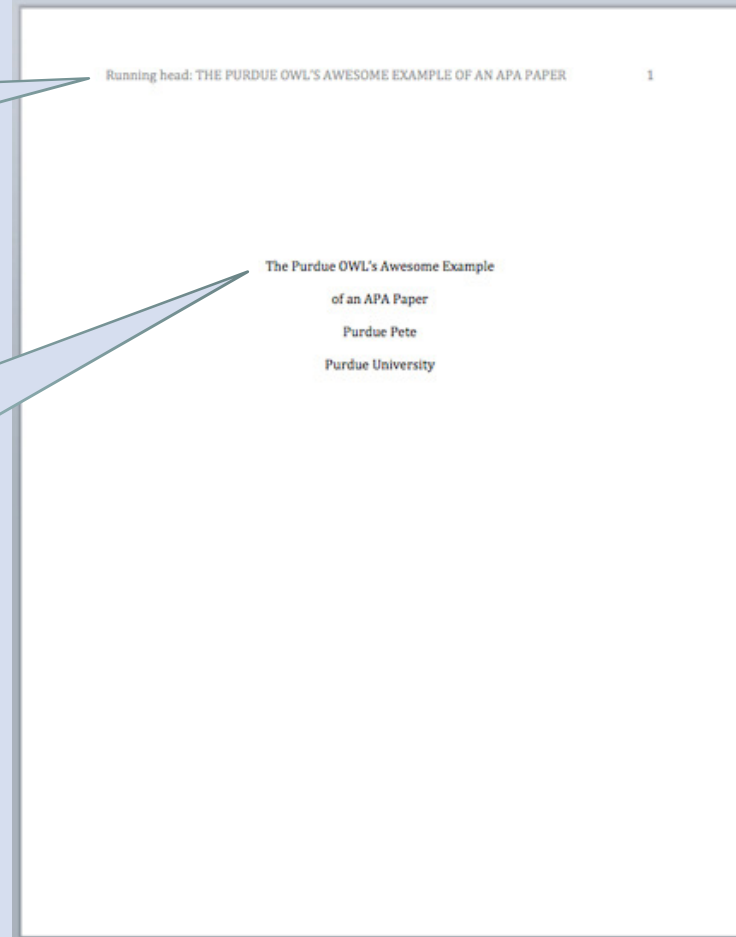 Running head: THE PURDUE OWL'S AWESOME EXAMPLE OF AN APA PAPER 1
The Purdue OWL's Awesome Example
of an APA Paper
Purdue Pete
Purdue University